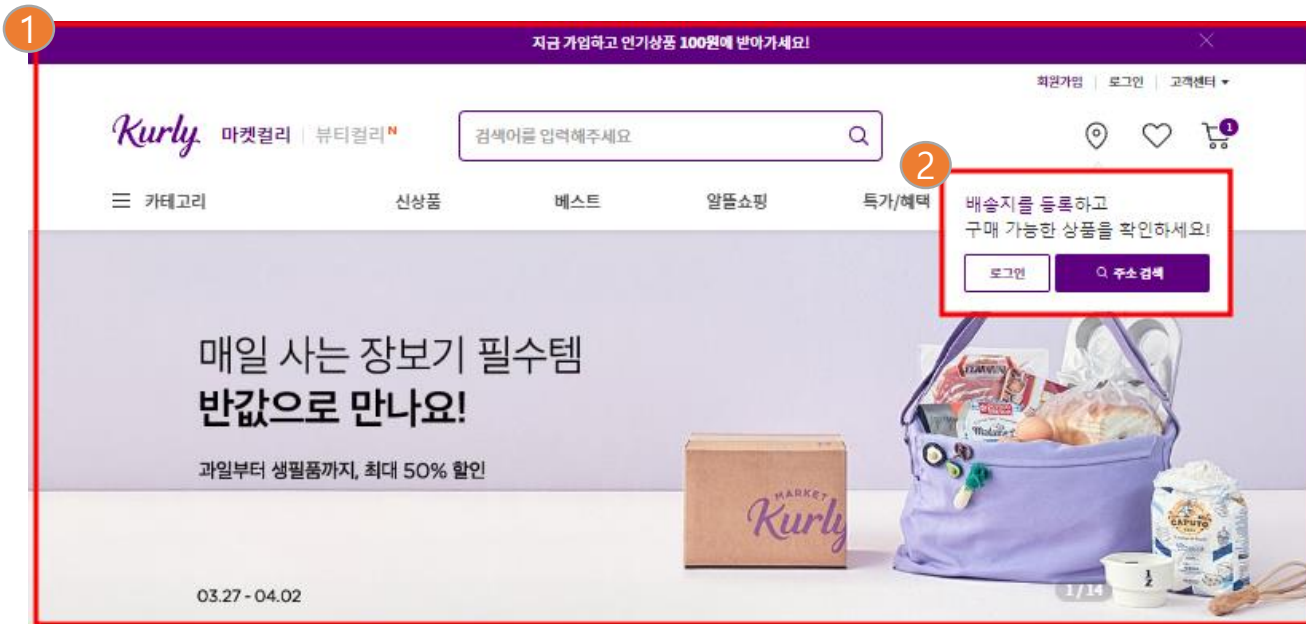 1
지금 가입하고 인기상품 100원에 받아가세요!
회원가입 로그인 고객센터
Kurly 마켓컬리 뷰티컬리 N
검색어를 입력해주세요
1
카테고리 신상품 베스트 알뜰쇼핑 특가/혜택
2
배송지를 등록하고
구매 가능한 상품을 확인하세요!
로그인 주소 검색
매일 사는 장보기 필수템
반값으로 만나요!
과일부터 생필품까지, 최대 50% 할인
MARKET
Kurly
CAPUTO
1/2
03.27 - 04.02
1/14